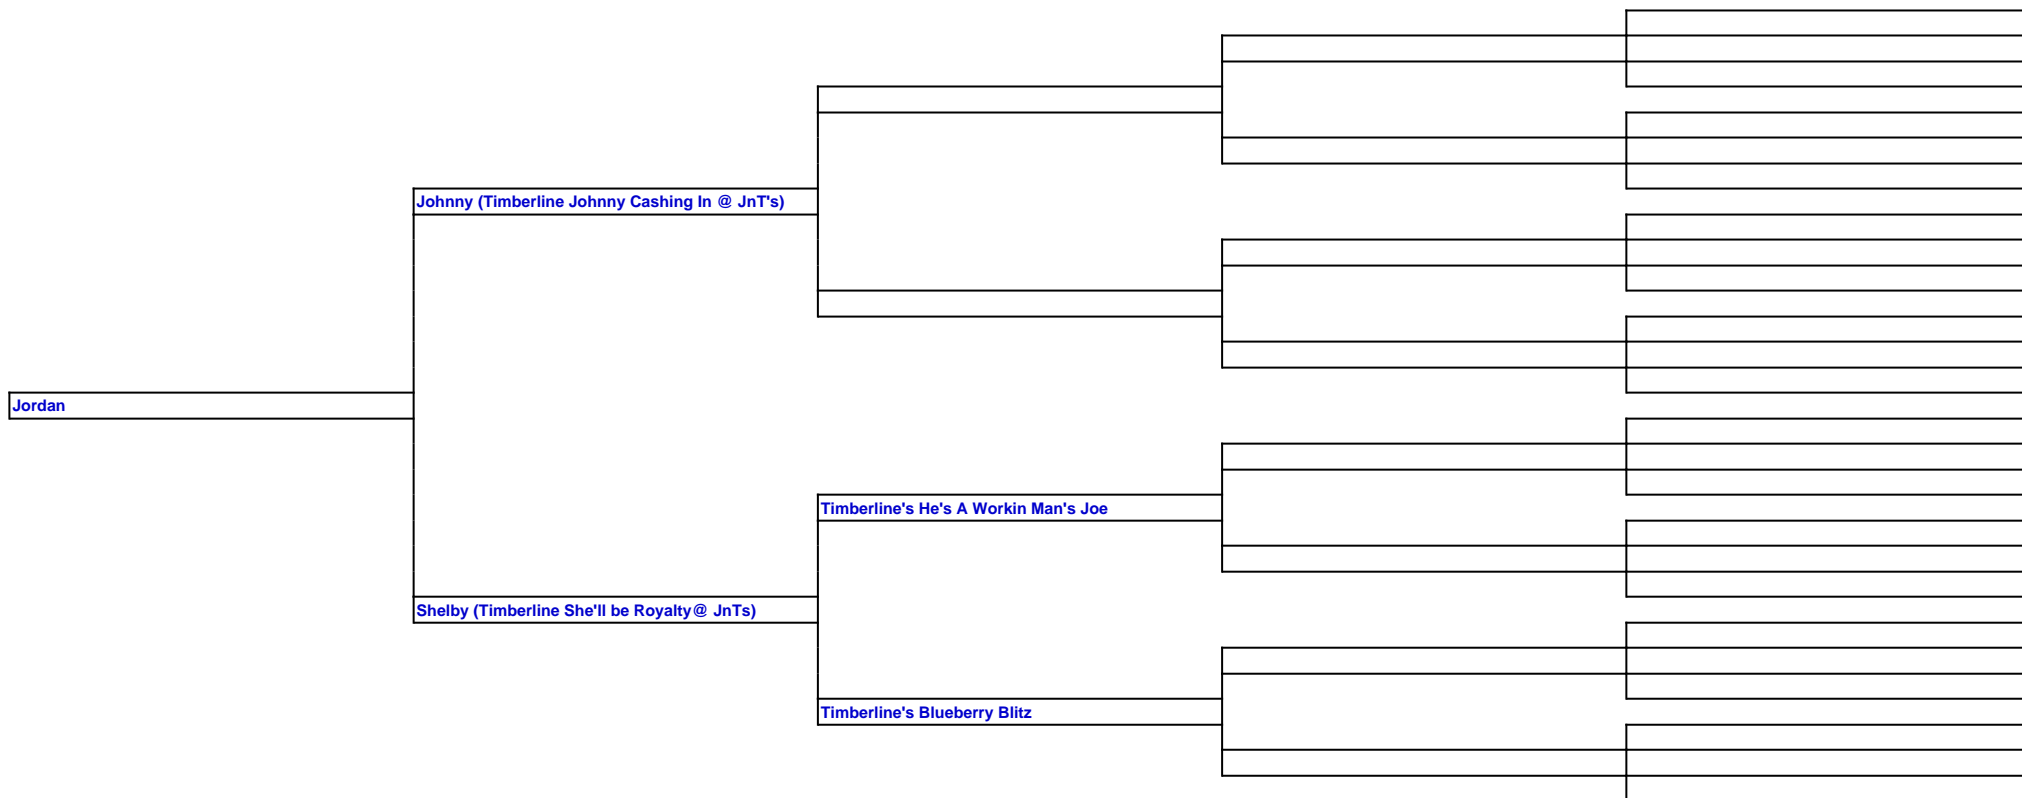 Johnny (Timberline Johnny Cashing In @ JnT's)
Jordan
Timberline's He's A Workin Man's Joe
Shelby (Timberline She'll be Royalty@ JnTs)
Timberline's Blueberry Blitz